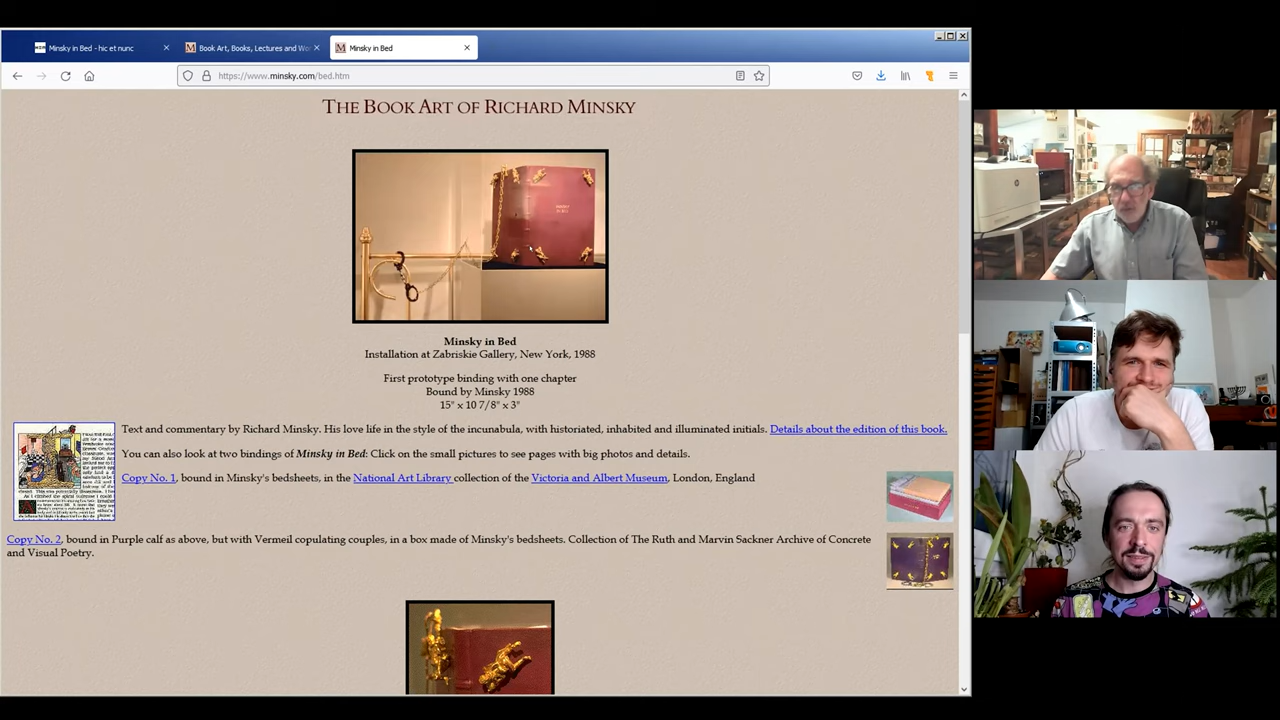 Minsky in Bed - hic et nunc
Book Art, Books, Lectures and Wo
Minsky in Bed
https://www.minsky.com/bed.htm
THE BOOK ART OF RICHARD MINSKY
Minsky in Bed
Installation at Zabriskie Gallery, New York, 1988
First prototype binding with one chapter
Bound by Minsky 1988
15" x 10 7/8" x 3"
Text and commentary by Richard Minsky. His love life in the style of the incunabula, with historiated, inhabited and illuminated initials. Details about the edition of this book.
You can also look at two bindings of Minsky in Bed: Click on the small pictures to see pages with big photos and details.
Copy No. 1, bound in Minsky's bedsheets, in the National Art Library collection of the Victoria and Albert Museum, London, England
Copy No. 2, bound in Purple calf as above, but with Vermeil copulating couples, in a box made of Minsky's bedsheets. Collection of The Ruth and Marvin Sackner Archive of Concrete
and Visual Poetry.